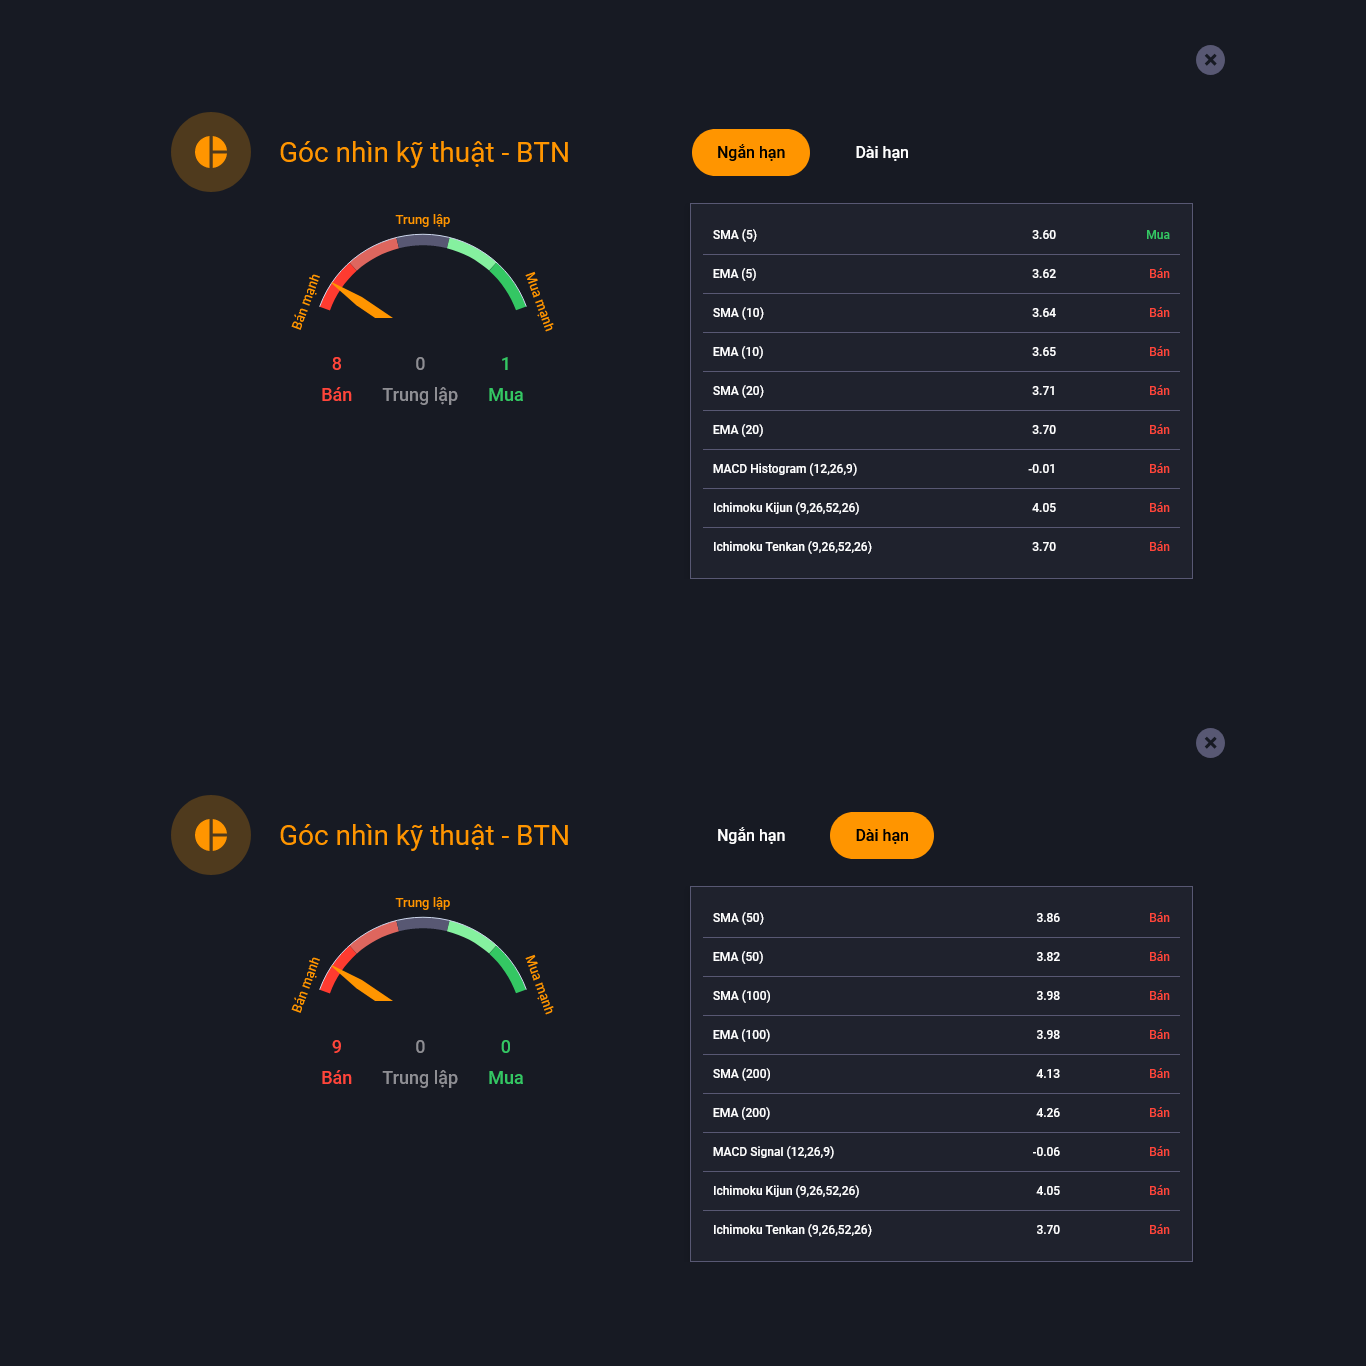 Góc nhìn kỹ thuật - BTN
Ngắn hạn Dài hạn
Trung lập
Bán mạnh
Mua mạnh
8 0 1
Bán Trung lập Mua
SMA (5) 3.60 Mua
EMA (5) 3.62 Bán
SMA (10) 3.64 Bán
EMA (10) 3.65 Bán
SMA (20) 3.71 Bán
EMA (20) 3.70 Bán
MACD Histogram (12,26,9) -0.01 Bán
Ichimoku Kijun (9,26,52,26) 4.05 Bán
Ichimoku Tenkan (9,26,52,26) 3.70 Bán
Góc nhìn kỹ thuật - BTN
Ngắn hạn Dài hạn
Trung lập
Bán mạnh
Mua mạnh
9 0 0
Bán Trung lập Mua
SMA (50) 3.86 Bán
EMA (50) 3.82 Bán
SMA (100) 3.98 Bán
EMA (100) 3.98 Bán
SMA (200) 4.13 Bán
EMA (200) 4.26 Bán
MACD Signal (12,26,9) -0.06 Bán
Ichimoku Kijun (9,26,52,26) 4.05 Bán
Ichimoku Tenkan (9,26,52,26) 3.70 Bán